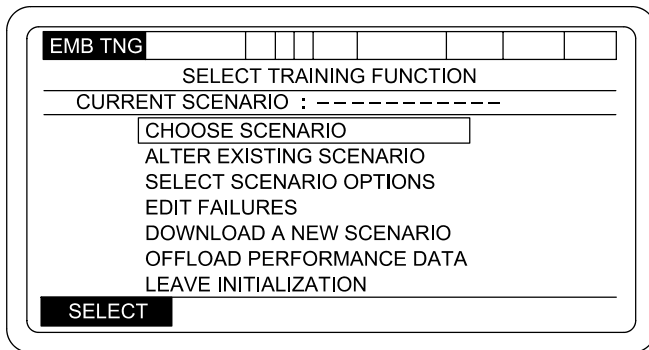 EMB TNG
SELECT TRAINING FUNCTION
CURRENT SCENARIO : – – – – – – – – – – –
CHOOSE SCENARIO
ALTER EXISTING SCENARIO
SELECT SCENARIO OPTIONS
EDIT FAILURES
DOWNLOAD A NEW SCENARIO
OFFLOAD PERFORMANCE DATA
LEAVE INITIALIZATION
SELECT